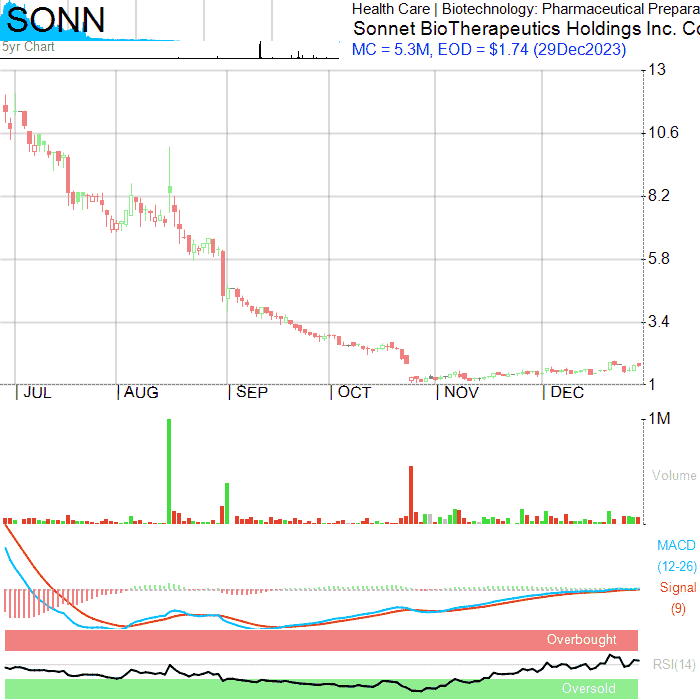 SONN
Health Care | Biotechnology: Pharmaceutical Prepara
Sonnet BioTherapeutics Holdings Inc. Co
5yr Chart
MC = 5.3M, EOD = $1.74 (29Dec2023)
13
10.6
8.2
5.8
3.4
1
JUL AUG SEP OCT NOV DEC
1M
Volume
MACD
(12-26)
Signal
(9)
Overbought
RSI(14)
Oversold